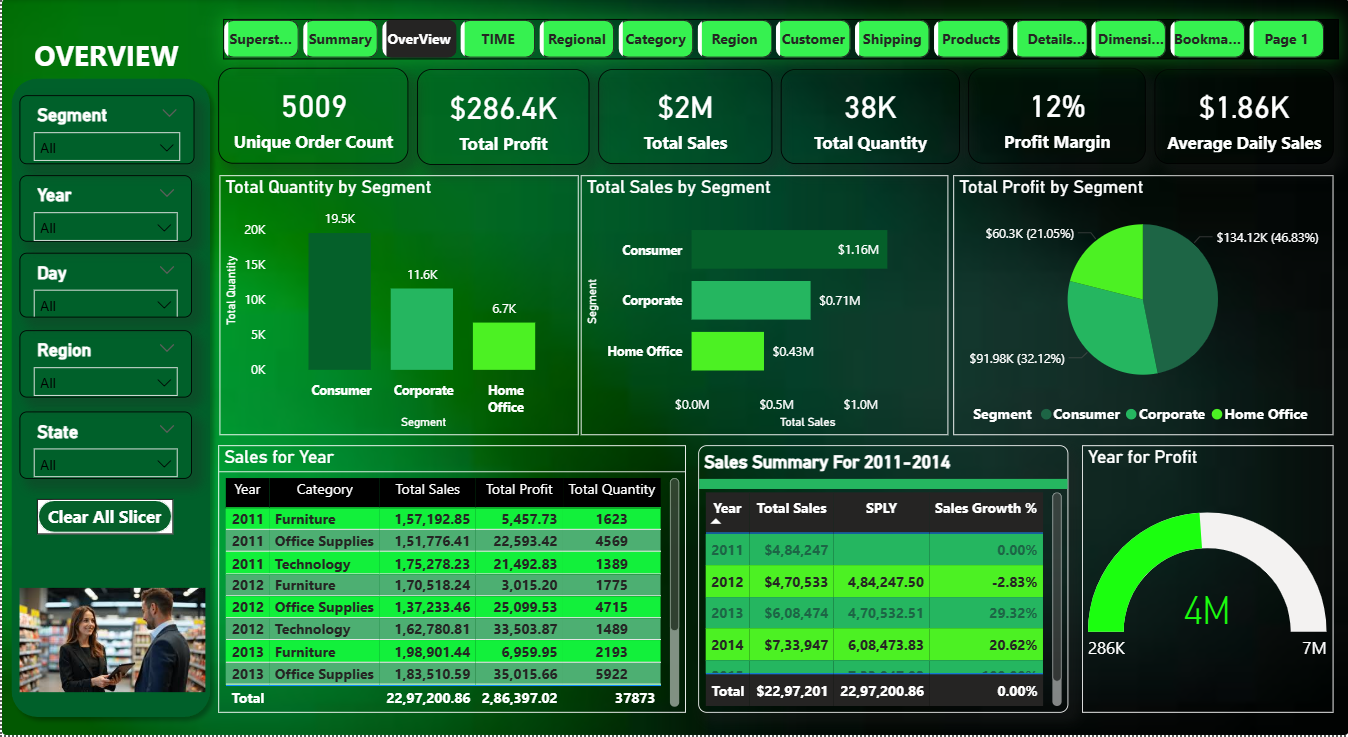 OVERVIEW
Superst...
Summary
OverView
TIME
Regional
Category
Region
Customer
Shipping
Products
Details...
Dimensi...
Bookma...
Page 1
Segment
All
Year
All
Day
All
Region
All
State
All
Clear All Slicer
5009
Unique Order Count
$286.4K
Total Profit
$2M
Total Sales
38K
Total Quantity
12%
Profit Margin
$1.86K
Average Daily Sales
Total Quantity by Segment
Total Quantity
20K
15K
10K
5K
0K
19.5K
11.6K
6.7K
Consumer
Corporate
Home
Office
Segment
Total Sales by Segment
Segment
Consumer
$1.16M
Corporate
$0.71M
Home Office
$0.43M
$0.0M
$0.5M
$1.0M
Total Sales
Total Profit by Segment
$60.3K (21.05%)
$134.12K (46.83%)
$91.98K (32.12%)
Segment Consumer Corporate Home Office
Sales for Year
Year Category Total Sales Total Profit Total Quantity
2011 Furniture 1,57,192.85 5,457.73 1623
2011 Office Supplies 1,51,776.41 22,593.42 4569
2011 Technology 1,75,278.23 21,492.83 1389
2012 Furniture 1,70,518.24 3,015.20 1775
2012 Office Supplies 1,37,233.46 25,099.53 4715
2012 Technology 1,62,780.81 33,503.87 1489
2013 Furniture 1,98,901.44 6,959.95 2193
2013 Office Supplies 1,83,510.59 35,015.66 5922
Total 22,97,200.86 2,86,397.02 37873
Sales Summary For 2011-2014
Year Total Sales SPLY Sales Growth %
2011 $4,84,247 0.00%
2012 $4,70,533 4,84,247.50 -2.83%
2013 $6,08,474 4,70,532.51 29.32%
2014 $7,33,947 6,08,473.83 20.62%
Total $22,97,201 22,97,200.86 0.00%
Year for Profit
4M
286K
7M